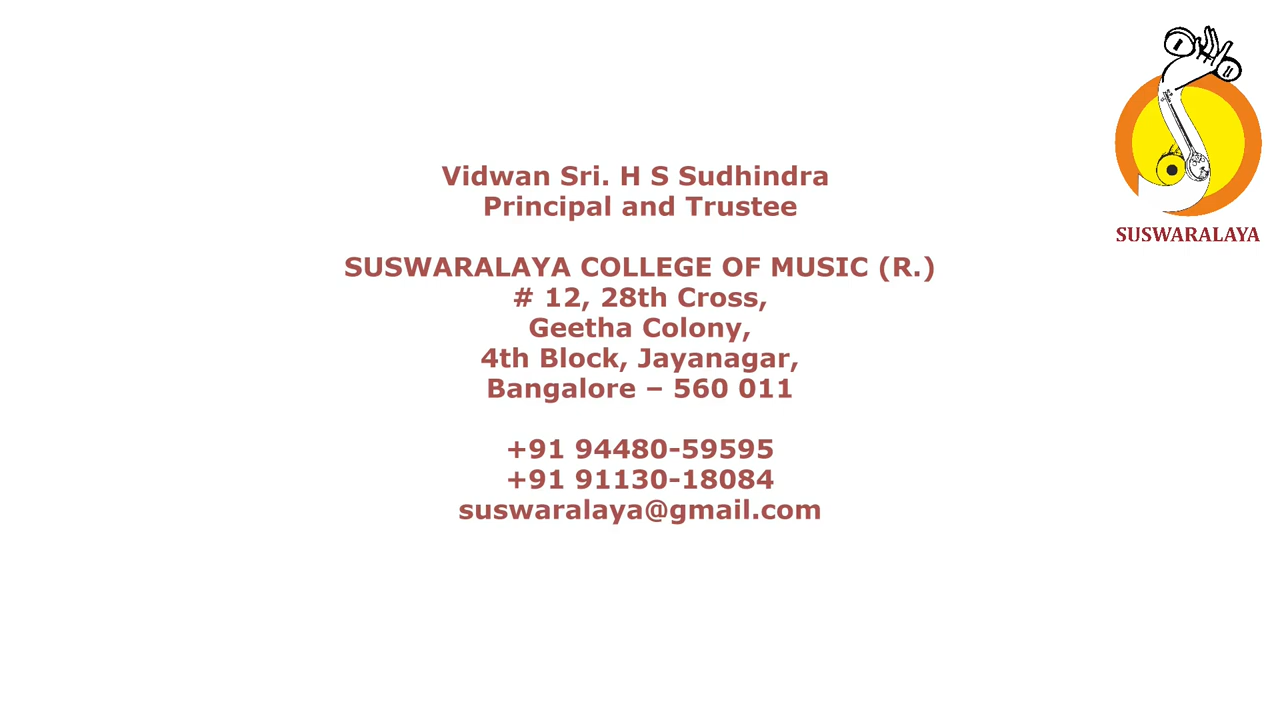 Vidwan Sri. H S Sudhindra
Principal and Trustee
SUSWARALAYA COLLEGE OF MUSIC (R.)
# 12, 28th Cross,
Geetha Colony,
4th Block, Jayanagar,
Bangalore – 560 011
+91 94480-59595
+91 91130-18084
suswaralaya@gmail.com
SUSWARALAYA